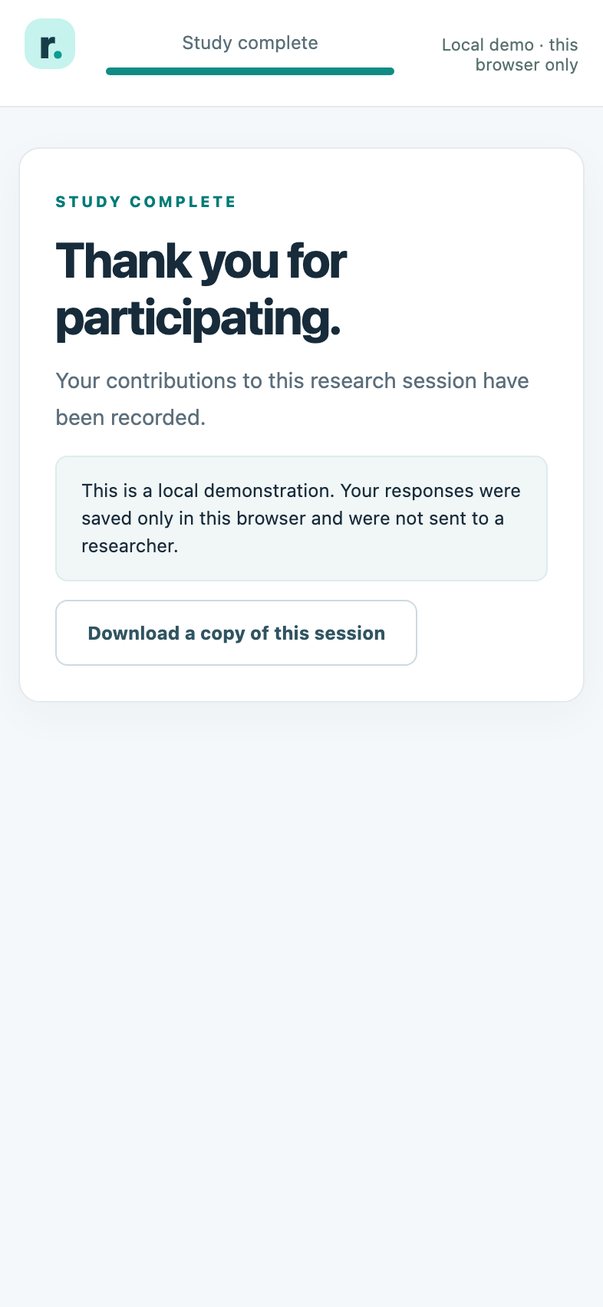 r.
Study complete
Local demo · this
browser only
STUDY COMPLETE
Thank you for
participating.
Your contributions to this research session have
been recorded.
This is a local demonstration. Your responses were
saved only in this browser and were not sent to a
researcher.
Download a copy of this session